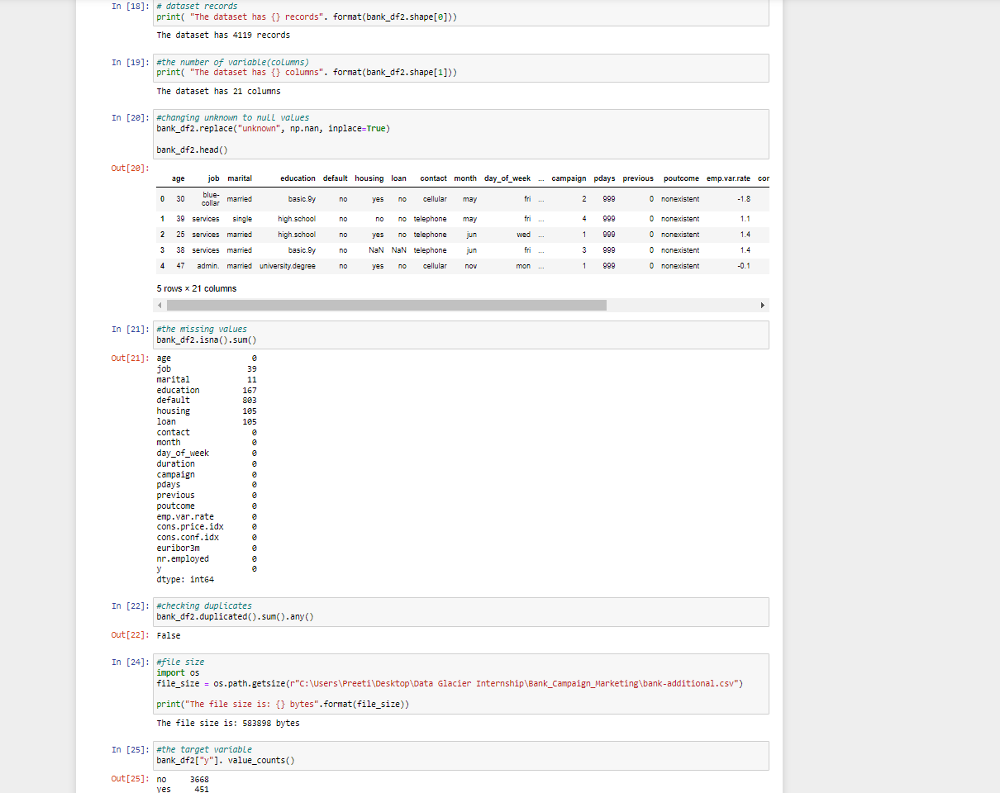 In [18]: # dataset records
print( "The dataset has {} records". format(bank_df2.shape[0]))
The dataset has 4119 records
In [19]: #the number of variable(columns)
print( "The dataset has {} columns". format(bank_df2.shape[1]))
The dataset has 21 columns
In [20]: #changing unknown to null values
bank_df2.replace("unknown", np.nan, inplace=True)
bank_df2.head()
Out[20]:
age job marital education default housing loan contact month day_of_week ... campaign pdays previous poutcome emp.var.rate cor
0 30 blue-collar married basic.9y no yes no cellular may fri ... 2 999 0 nonexistent -1.8
1 39 services single high.school no no no telephone may fri ... 4 999 0 nonexistent 1.1
2 25 services married high.school no yes no telephone jun wed ... 1 999 0 nonexistent 1.4
3 38 services married basic.9y no NaN NaN telephone jun fri ... 3 999 0 nonexistent 1.4
4 47 admin. married university.degree no yes no cellular nov mon ... 1 999 0 nonexistent -0.1
5 rows × 21 columns
In [21]: #the missing values
bank_df2.isna().sum()
Out[21]: age 0
job 39
marital 11
education 167
default 803
housing 105
loan 105
contact 0
month 0
day_of_week 0
duration 0
campaign 0
pdays 0
previous 0
poutcome 0
emp.var.rate 0
cons.price.idx 0
cons.conf.idx 0
euribor3m 0
nr.employed 0
y 0
dtype: int64
In [22]: #checking duplicates
bank_df2.duplicated().sum().any()
Out[22]: False
In [24]: #file size
import os
file_size = os.path.getsize(r"C:\Users\Preeti\Desktop\Data Glacier Internship\Bank_Campaign_Marketing\bank-additional.csv")
print("The file size is: {} bytes".format(file_size))
The file size is: 583898 bytes
In [25]: #the target variable
bank_df2["y"]. value_counts()
Out[25]: no 3668
yes 451